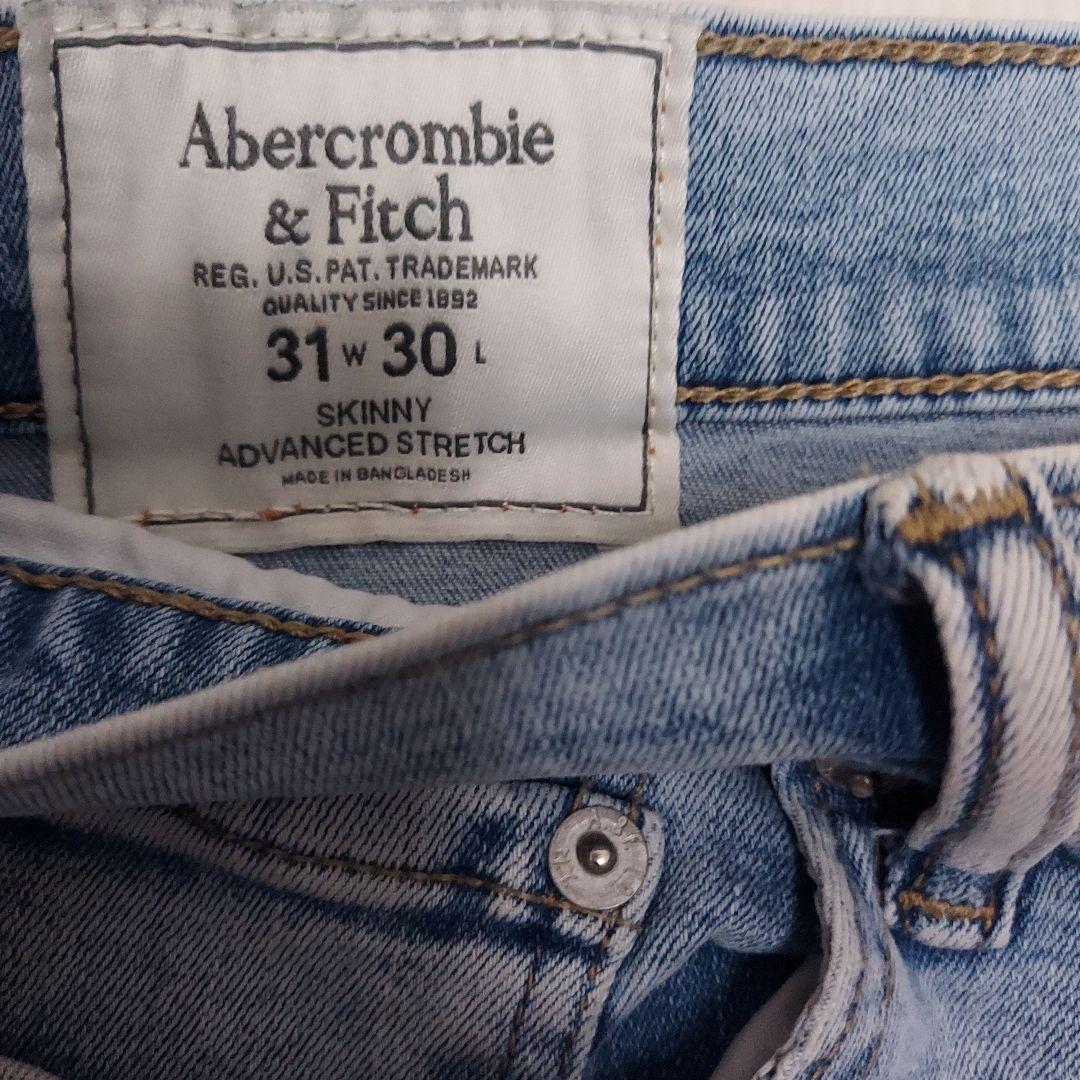 Abercrombie
& Fitch
REG. U.S. PAT. TRADEMARK
QUALITY SINCE 1892
31 W 30 L
SKINNY
ADVANCED STRETCH
MADE IN BANGLADESH